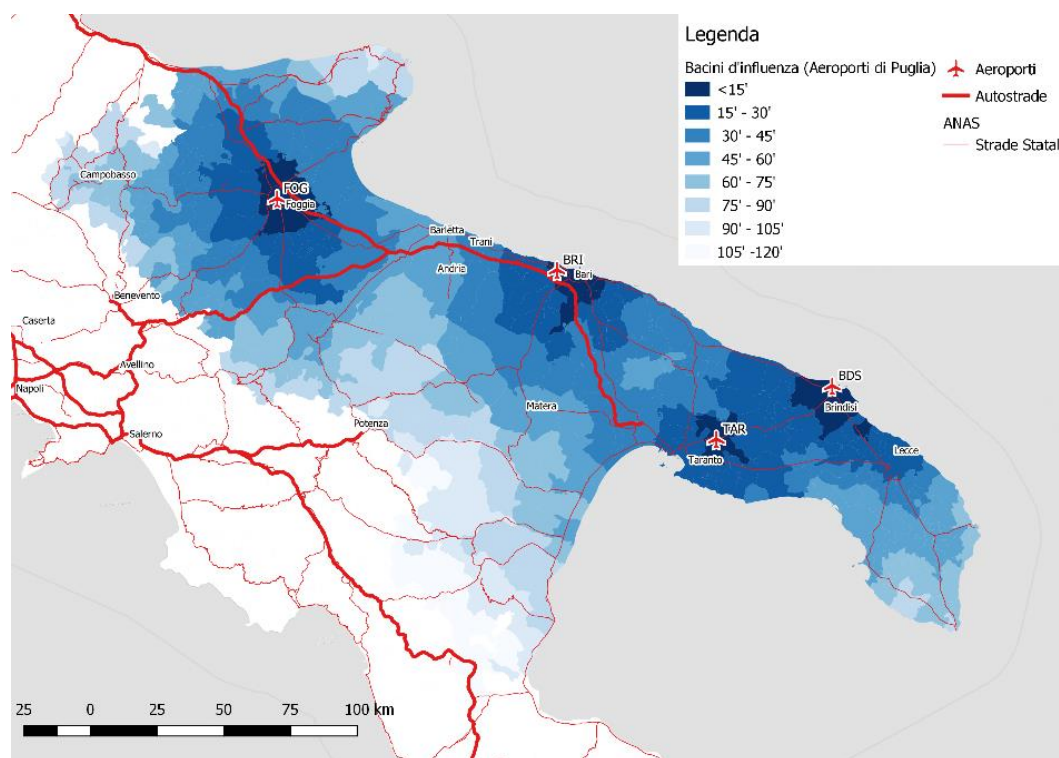 Legenda
Bacini d'influenza (Aeroporti di Puglia)
<15'
15' - 30'
30' - 45'
45' - 60'
60' - 75'
75' - 90'
90' - 105'
105' -120'
Aeroporti
Autostrade
ANAS
Strade Statal
Campobasso
FOG
Foggia
Barletta
Trani
BRI
Andria
Bari
Benevento
Caserta
Avellino
Napoli
BDS
Brindisi
Matera
Potenza
TAR
Salerno
Taranto
Lecce
25 0 25 50 75 100 km